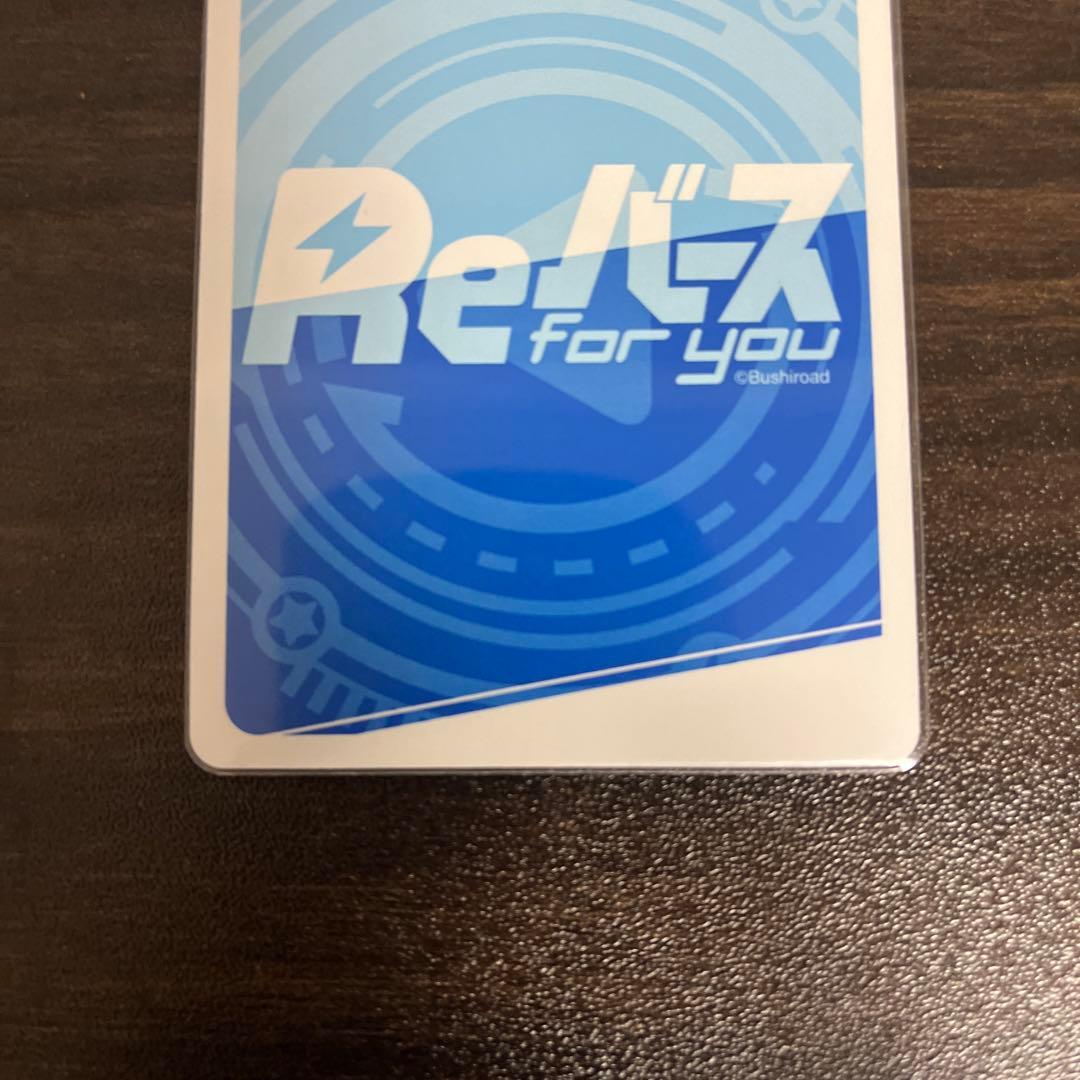 Reバース
for you
©Bushiroad